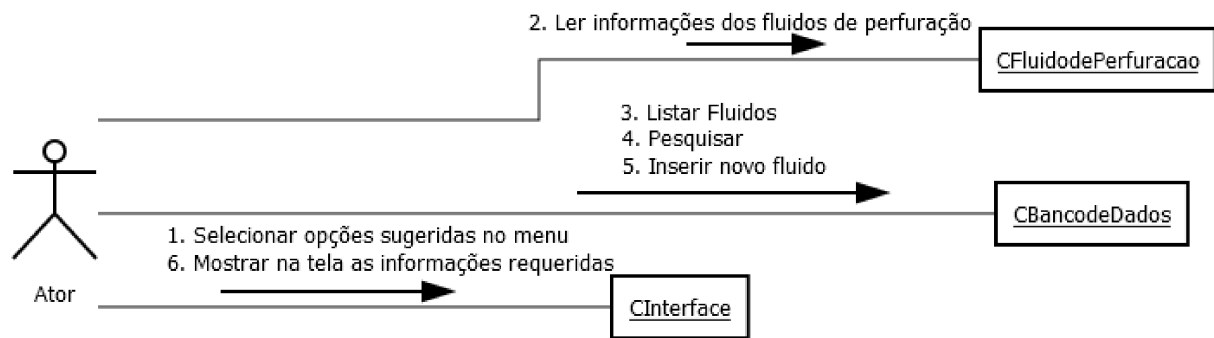 2. Ler informações dos fluidos de perfuração
CFluidodePerfuracao
3. Listar Fluidos
4. Pesquisar
5. Inserir novo fluido
CBancodeDados
1. Selecionar opções sugeridas no menu
6. Mostrar na tela as informações requeridas
Ator
CInterface